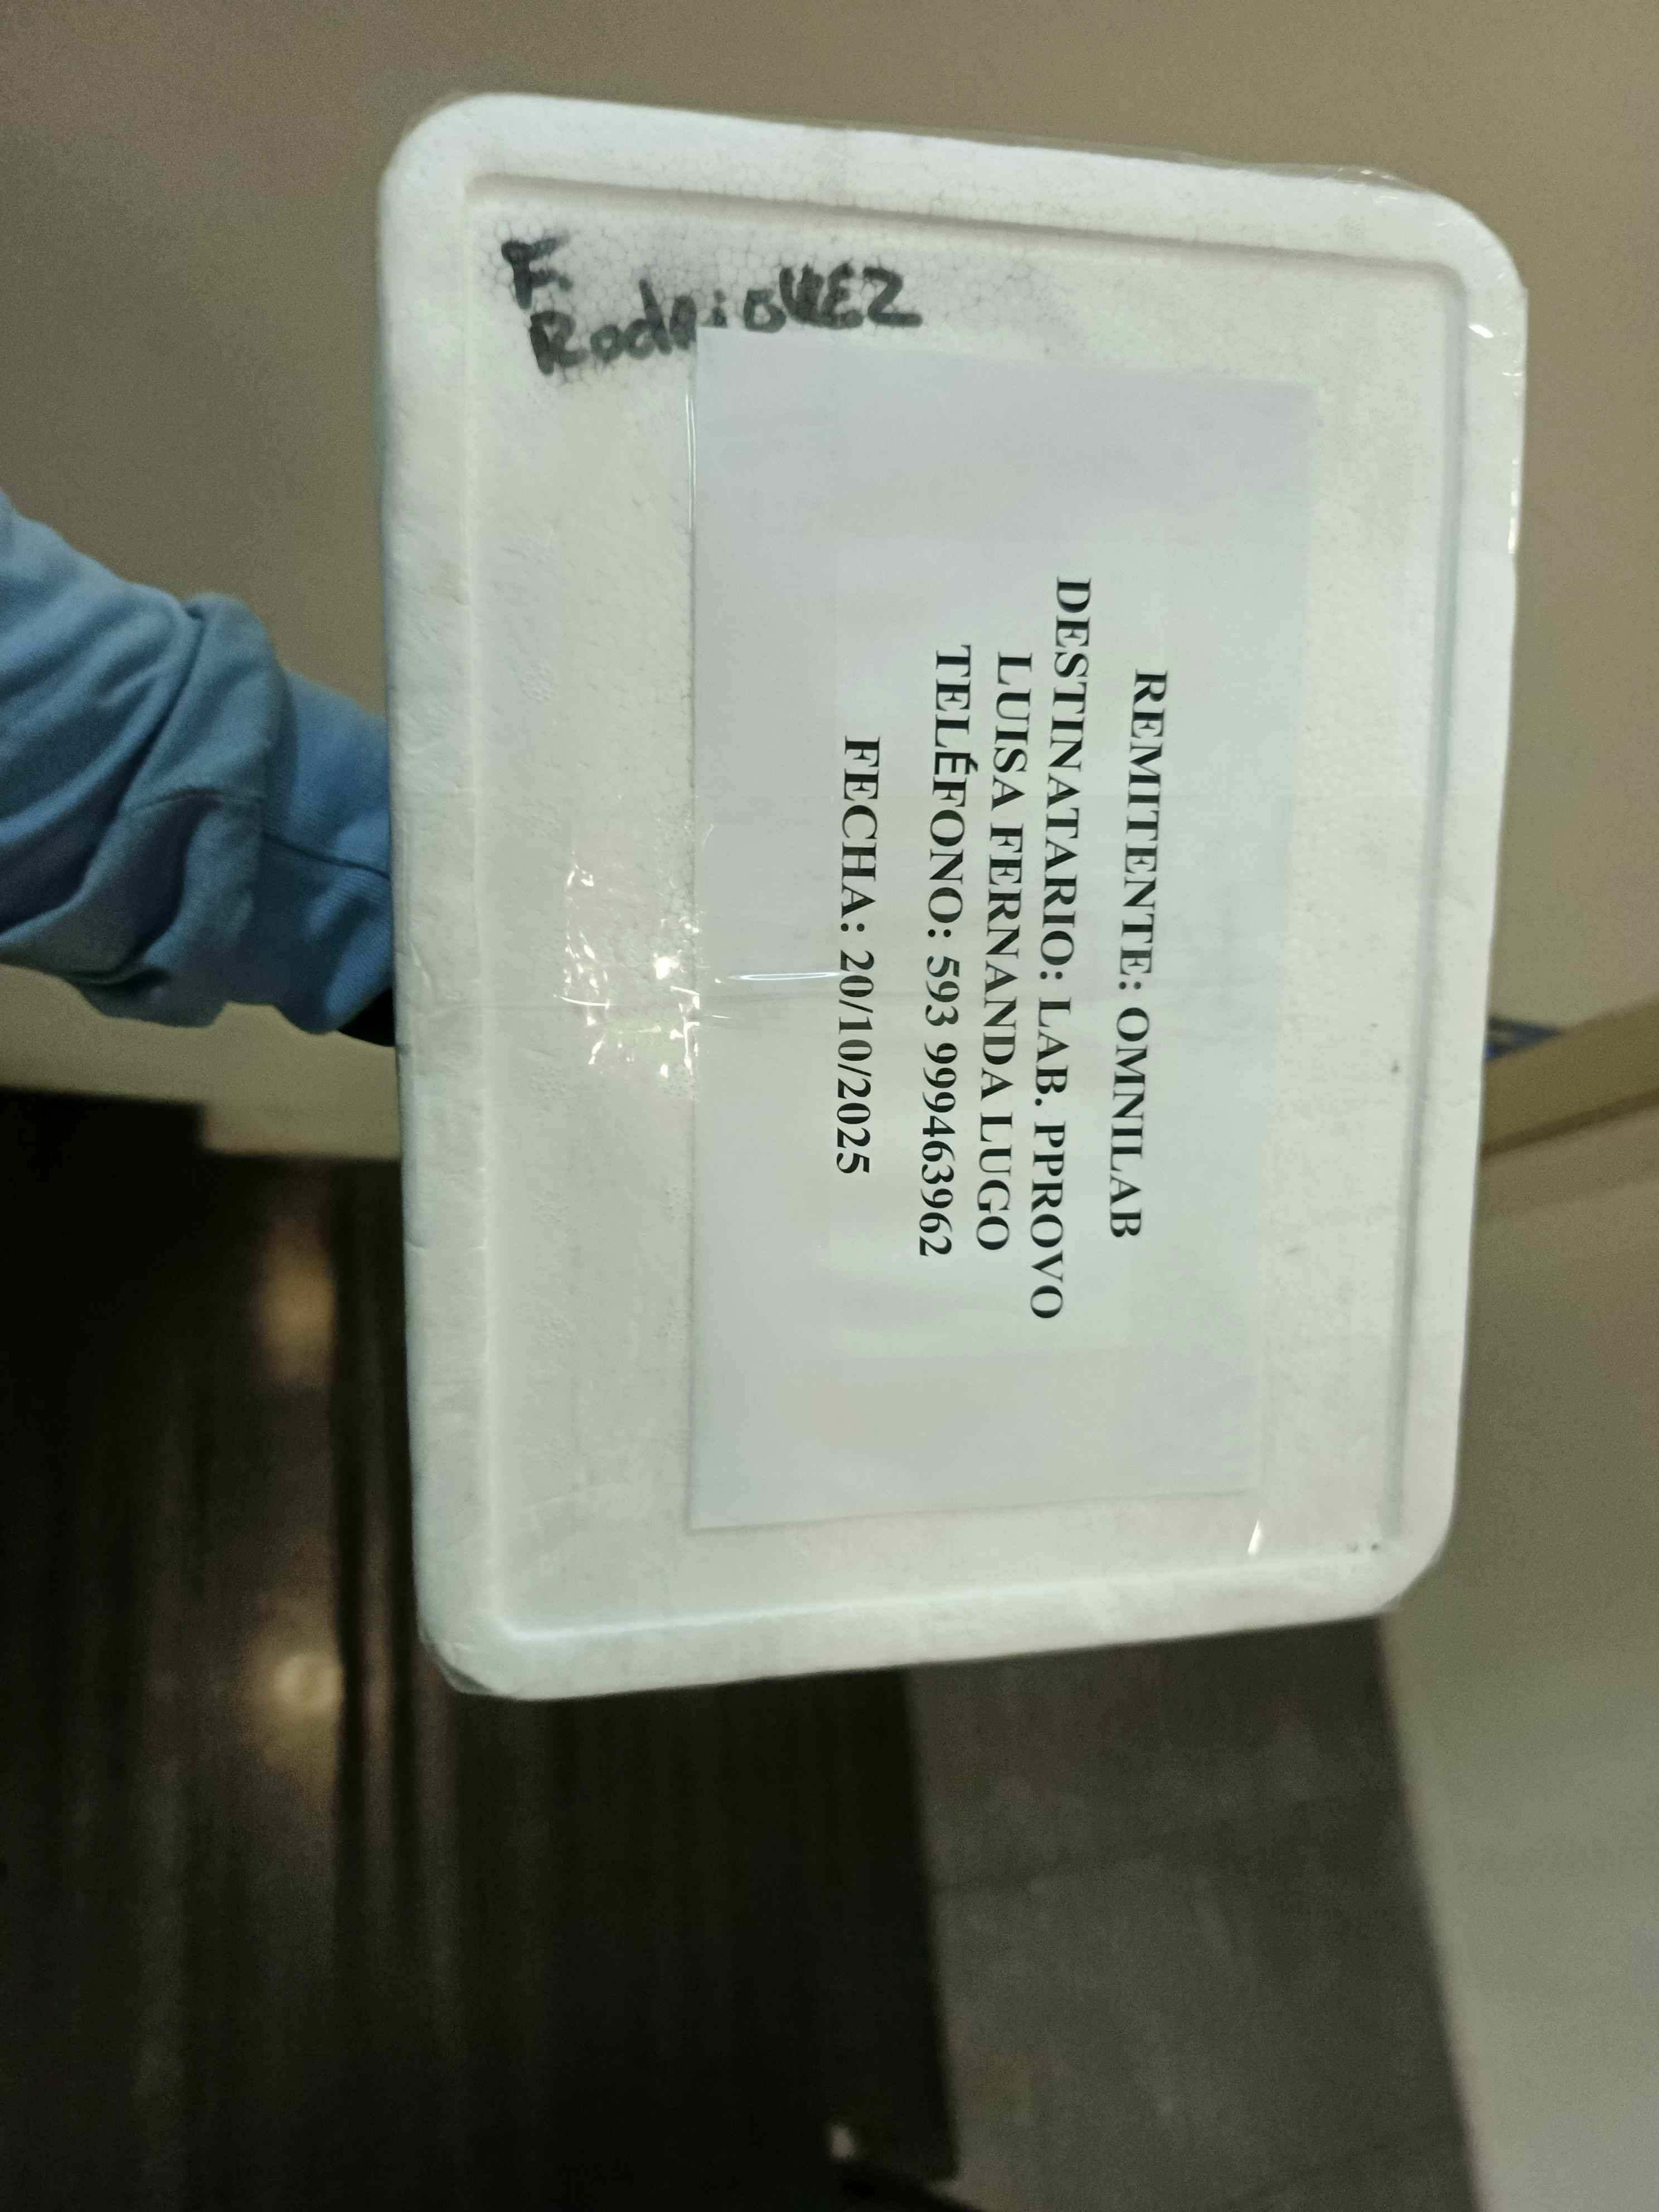 F.
RodriGUEZ
REMITENTE: OMNILAB
DESTINATARIO: LAB. PPROVO
LUISA FERNANDA LUGO
TELÉFONO: 593 999463962
FECHA: 20/10/2025